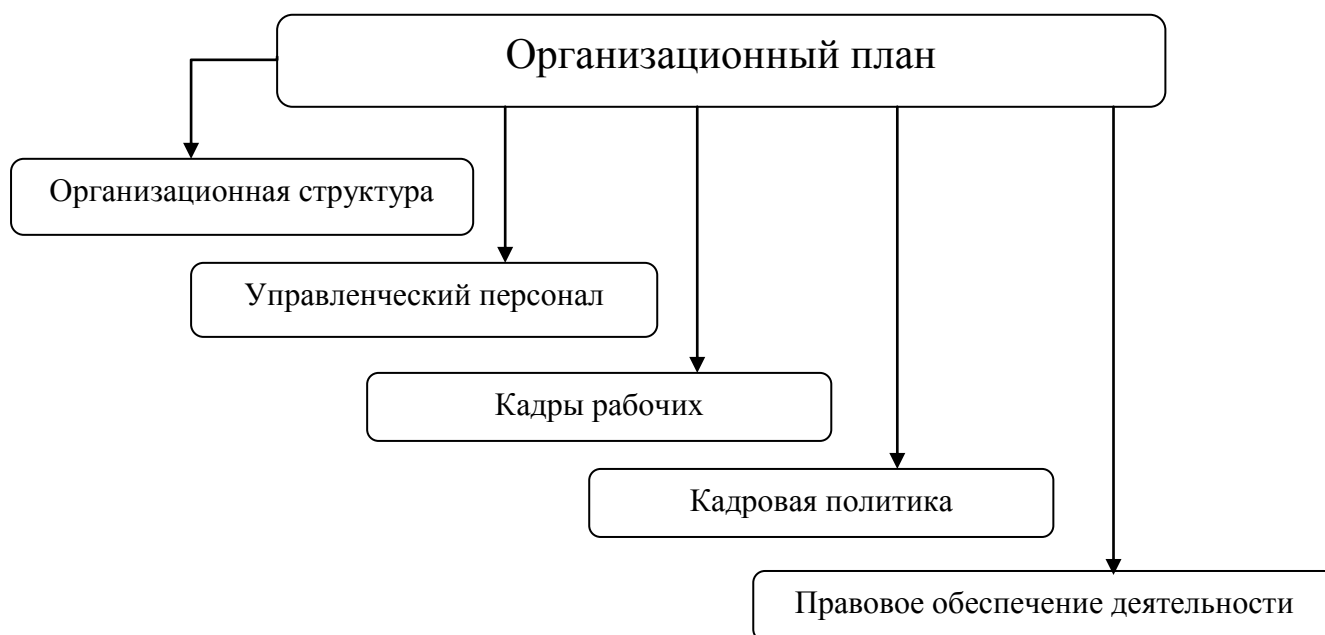 Организационный план
Организационная структура
Управленческий персонал
Кадры рабочих
Кадровая политика
Правовое обеспечение деятельности